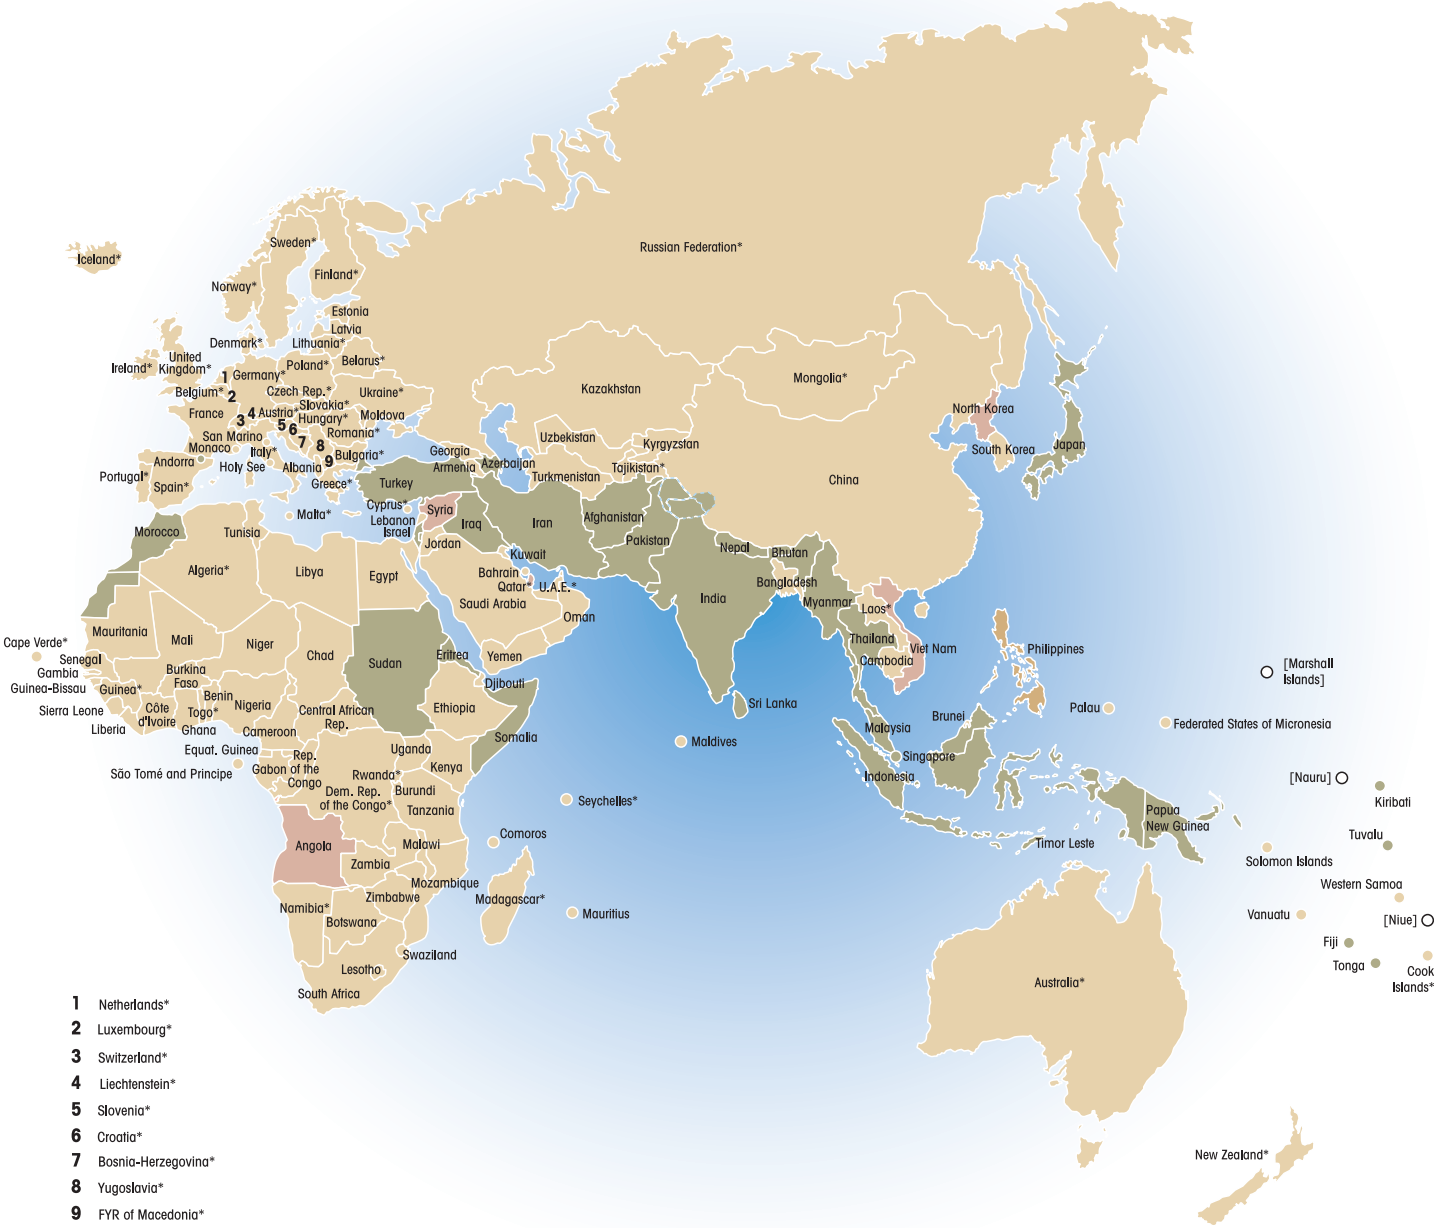 Iceland*
Sweden*
Finland*
Norway*
Russian Federation*
Estonia
Latvia
Denmark*
Lithuania*
United
Kingdom*
Ireland*
Belarus*
Poland*
1
Germany*
Belgium*
2
Czech Rep.*
Ukraine*
Slovakia*
France
4
Austria*
3
5
Hungary*
Moldova
6
Romania*
San Marino
7
8
Monaco
Italy*
Bulgaria*
9
Andorra
Holy See
Albania
Portugal*
Spain*
Greece*
Georgia
Armenia
Azerbaijan
Turkey
Kazakhstan
Mongolia*
Uzbekistan
Kyrgyzstan
Turkmenistan
Tajikistan*
China
North Korea
South Korea
Japan
Malta*
Cyprus*
Lebanon
Israel
Syria
Iraq
Iran
Afghanistan
Pakistan
Nepal
Bhutan
Morocco
Tunisia
Jordan
Kuwait
Algeria*
Libya
Egypt
Bahrain
Qatar*
U.A.E.*
Saudi Arabia
Oman
India
Bangladesh
Myanmar
Laos*
Mauritania
Mali
Niger
Chad
Sudan
Eritrea
Yemen
Thailand
Viet Nam
Cambodia
Philippines
Cape Verde*
Senegal
Gambia
Guinea-Bissau
Guinea*
Burkina
Faso
Benin
Nigeria
Djibouti
Ethiopia
Sierra Leone
Côte
d'Ivoire
Togo*
Ghana
Liberia
Central African
Rep.
Cameroon
Somalia
Sri Lanka
Maldives
Equat. Guinea
São Tomé and Principe
Rep.
Gabon of the
Congo
Uganda
Kenya
Rwanda*
Dem. Rep.
of the Congo*
Burundi
Tanzania
Seychelles*
Comoros
Brunei
Malaysia
Singapore
Indonesia
Papua
New Guinea
Timor Leste
Palau
Federated States of Micronesia
[Marshall
Islands]
[Nauru]
Kiribati
Tuvalu
Solomon Islands
Western Samoa
Vanuatu
[Niue]
Fiji
Tonga
Cook
Islands*
Angola
Malawi
Zambia
Mozambique
Zimbabwe
Madagascar*
Mauritius
Namibia*
Botswana
Swaziland
Lesotho
South Africa
Australia*
New Zealand*
1 Netherlands*
2 Luxembourg*
3 Switzerland*
4 Liechtenstein*
5 Slovenia*
6 Croatia*
7 Bosnia-Herzegovina*
8 Yugoslavia*
9 FYR of Macedonia*